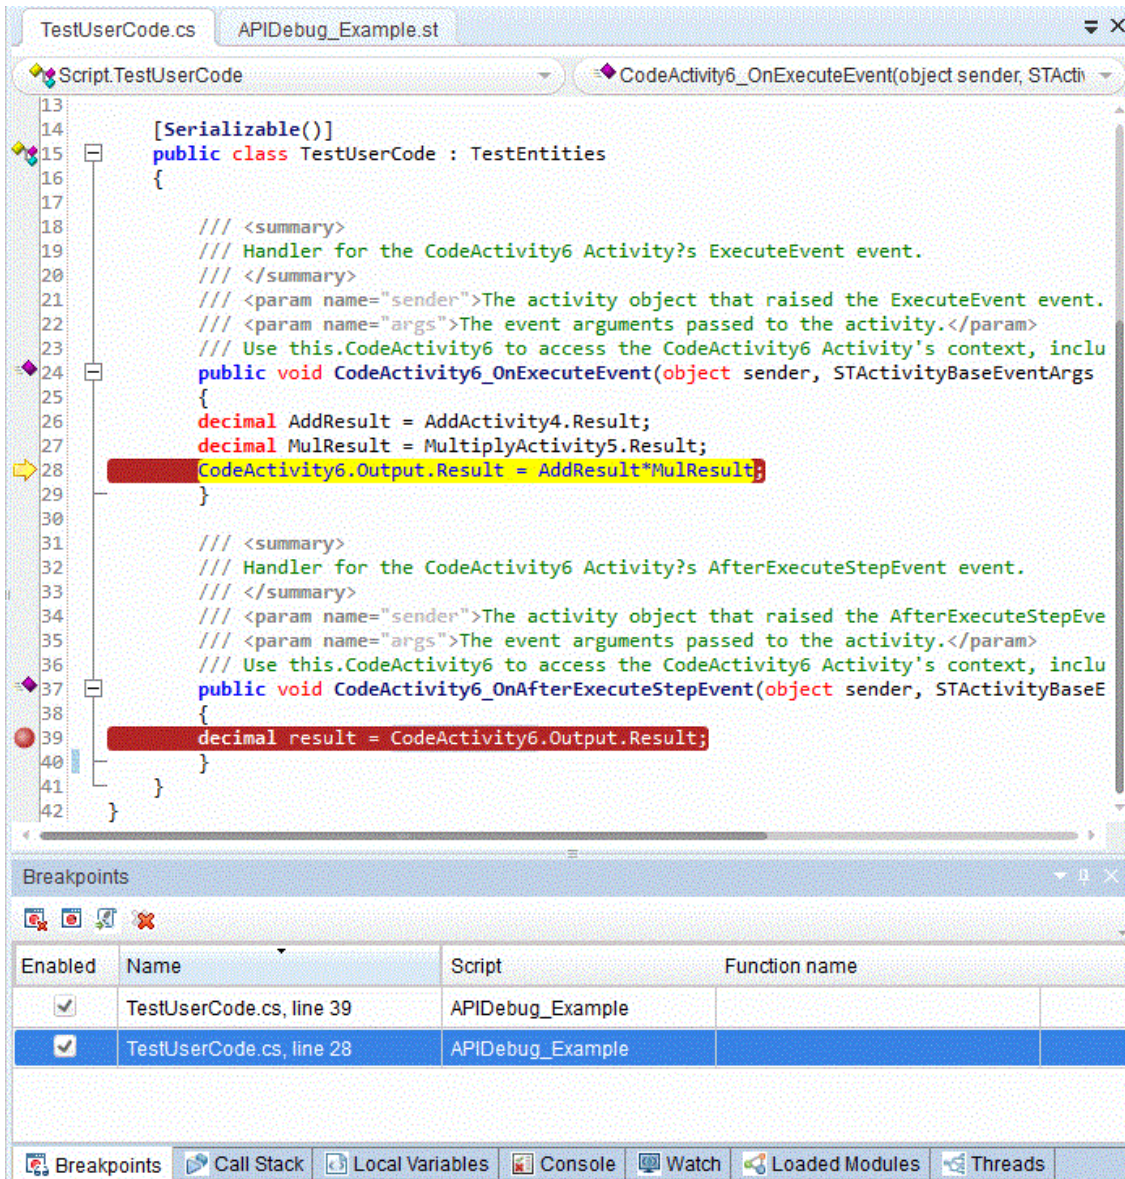 TestUserCode.cs APIDebug_Example.st
Script.TestUserCode CodeActivity6_OnExecuteEvent(object sender, STActiv
13
14 [Serializable()]
15 public class TestUserCode : TestEntities
16 {
17
18 /// <summary>
19 /// Handler for the CodeActivity6 Activity?s ExecuteEvent event.
20 /// </summary>
21 /// <param name="sender">The activity object that raised the ExecuteEvent event.
22 /// <param name="args">The event arguments passed to the activity.</param>
23 /// Use this.CodeActivity6 to access the CodeActivity6 Activity's context, inclu
24 public void CodeActivity6_OnExecuteEvent(object sender, STActivityBaseEventArgs
25 {
26 decimal AddResult = AddActivity4.Result;
27 decimal MulResult = MultiplyActivity5.Result;
28 CodeActivity6.Output.Result = AddResult*MulResult;
29 }
30
31 /// <summary>
32 /// Handler for the CodeActivity6 Activity?s AfterExecuteStepEvent event.
33 /// </summary>
34 /// <param name="sender">The activity object that raised the AfterExecuteStepEve
35 /// <param name="args">The event arguments passed to the activity.</param>
36 /// Use this.CodeActivity6 to access the CodeActivity6 Activity's context, inclu
37 public void CodeActivity6_OnAfterExecuteStepEvent(object sender, STActivityBaseE
38 {
39 decimal result = CodeActivity6.Output.Result;
40 }
41 }
42 }
Breakpoints
Enabled Name Script Function name
TestUserCode.cs, line 39 APIDebug_Example
TestUserCode.cs, line 28 APIDebug_Example
Breakpoints Call Stack Local Variables Console Watch Loaded Modules Threads